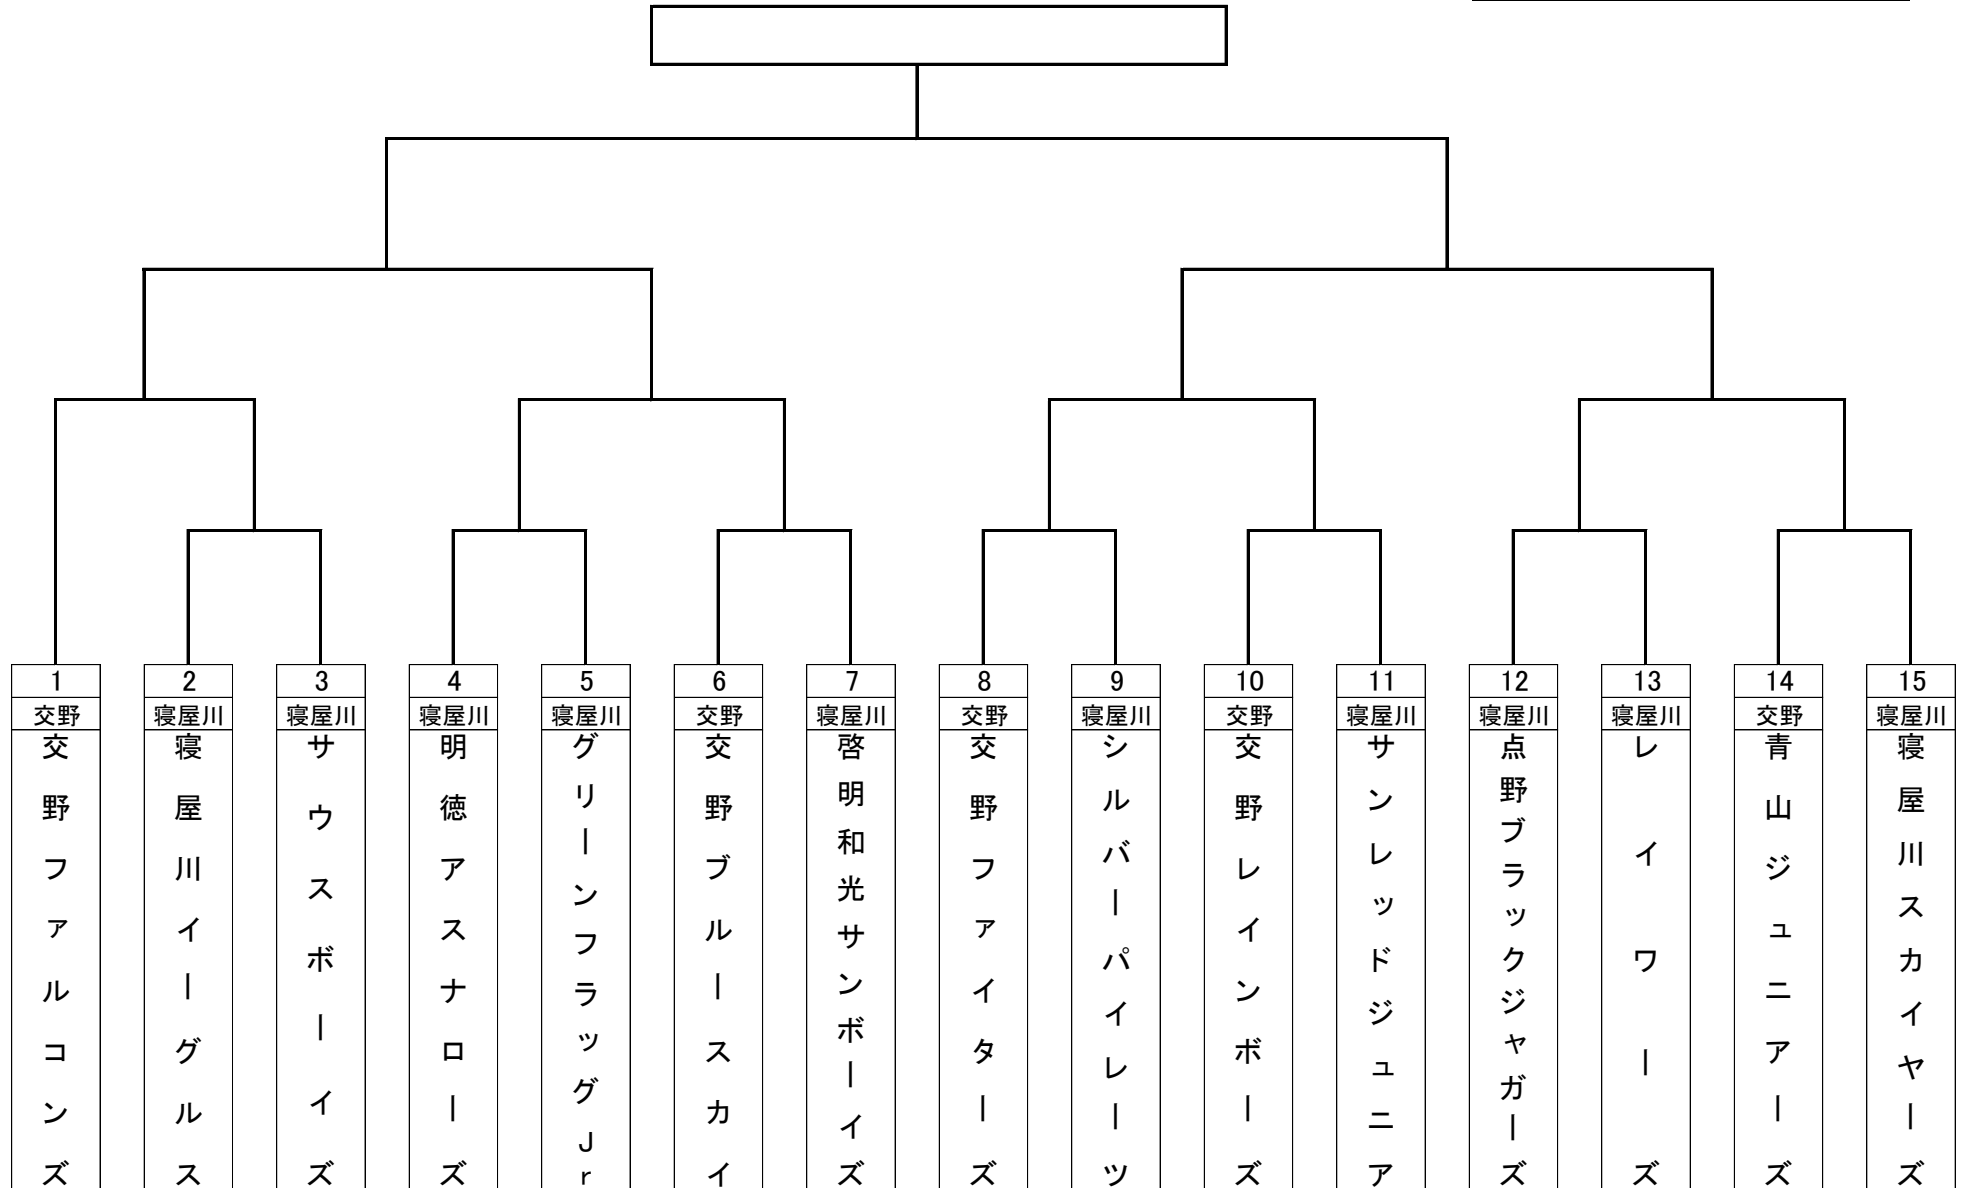 1 2 3 4 5 6 7 8 9 10 11 12 13 14 15
交野 寝屋川 寝屋川 寝屋川 寝屋川 交野 寝屋川 交野 寝屋川 交野 寝屋川 寝屋川 寝屋川 交野 寝屋川
交野ファルコンズ
寝屋川イーグルス
サウスボーイズ
明徳アスナローズ
グリーンフラッグJr
交野ブルースカイ
啓明和光サンボーイズ
交野ファイターズ
シルバーパイレーツ
交野レインボーズ
サンレッドジュニア
点野ブラックジャガーズ
レイワーズ
青山ジュニアーズ
寝屋川スカイヤーズ